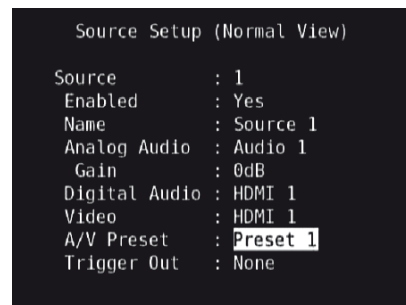 Source Setup (Normal View)
Source : 1
Enabled : Yes
Name : Source 1
Analog Audio : Audio 1
Gain : 0dB
Digital Audio : HDMI 1
Video : HDMI 1
A/V Preset : Preset 1
Trigger Out : None